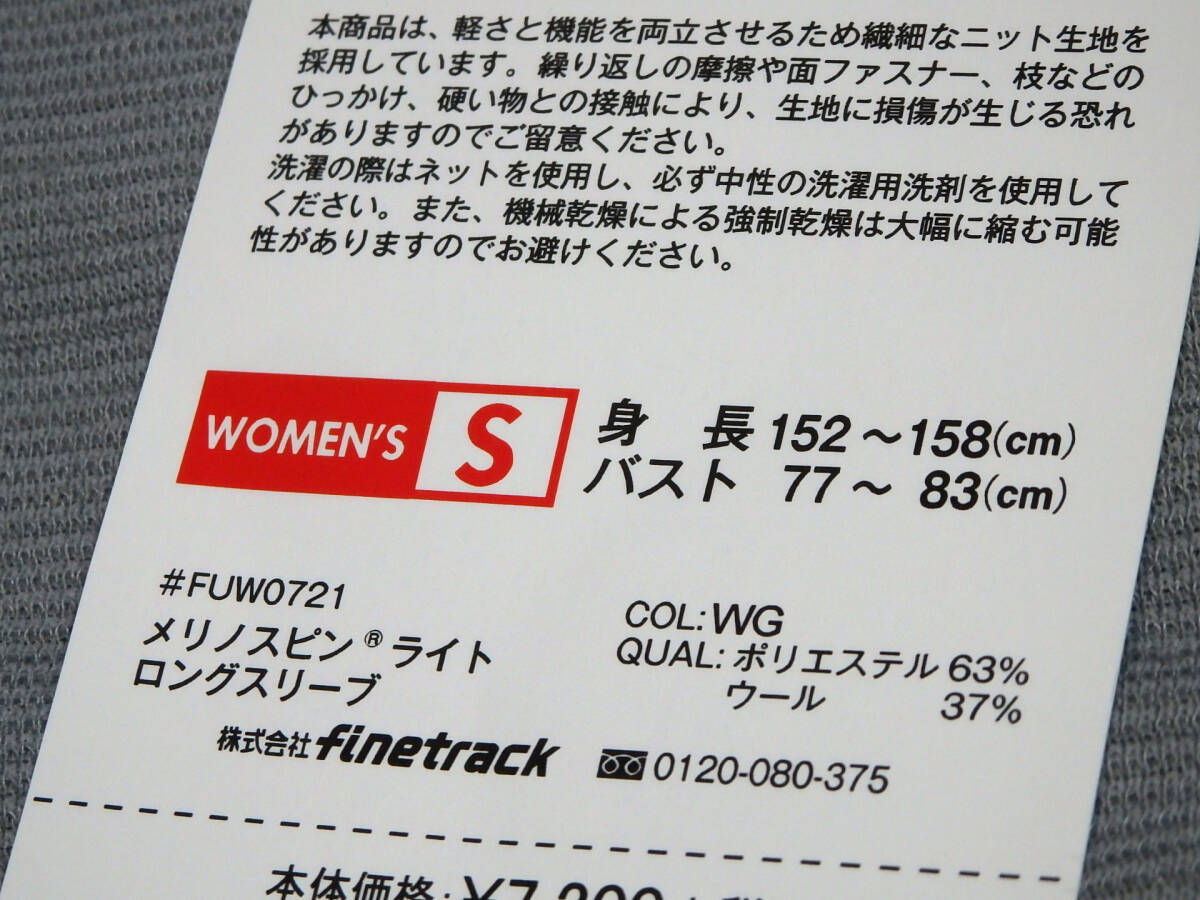 本商品は、軽さと機能を両立させるため繊細なニット生地を
採用しています。繰り返しの摩擦や面ファスナー、枝などの
ひっかけ、硬い物との接触により、生地に損傷が生じる恐れ
がありますのでご留意ください。
洗濯の際はネットを使用し、必ず中性の洗濯用洗剤を使用して
ください。また、機械乾燥による強制乾燥は大幅に縮む可能
性がありますのでお避けください。
WOMEN'S S 身 長 152～158(cm)
バスト 77～ 83(cm)
#FUW0721
メリノスピン®ライト
ロングスリーブ
COL: WG
QUAL: ポリエステル 63%
ウール 37%
株式会社finetrack 0120-080-375
本体価格: